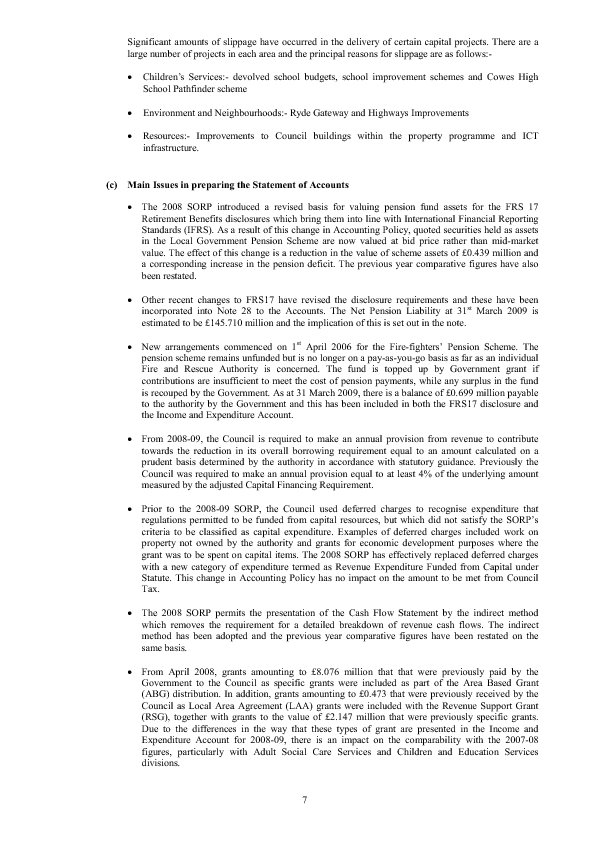 Significant amounts of slippage have occurred in the delivery of certain capital projects. There are a
large number of projects in each area and the principal reasons for slippage are as follows:-
• Children's Services:- devolved school budgets, school improvement schemes and Cowes High
School Pathfinder scheme
• Environment and Neighbourhoods:- Ryde Gateway and Highways Improvements
• Resources:- Improvements to Council buildings within the property programme and ICT
infrastructure.
(c) Main Issues in preparing the Statement of Accounts
• The 2008 SORP introduced a revised basis for valuing pension fund assets for the FRS 17
Retirement Benefits disclosures which bring them into line with International Financial Reporting
Standards (IFRS). As a result of this change in Accounting Policy, quoted securities held as assets
in the Local Government Pension Scheme are now valued at bid price rather than mid-market
value. The effect of this change is a reduction in the value of scheme assets of £0.439 million and
a corresponding increase in the pension deficit. The previous year comparative figures have also
been restated.
• Other recent changes to FRS17 have revised the disclosure requirements and these have been
incorporated into Note 28 to the Accounts. The Net Pension Liability at 31st March 2009 is
estimated to be £145.710 million and the implication of this is set out in the note.
• New arrangements commenced on 1st April 2006 for the Fire-fighters' Pension Scheme. The
pension scheme remains unfunded but is no longer on a pay-as-you-go basis as far as an individual
Fire and Rescue Authority is concerned. The fund is topped up by Government grant if
contributions are insufficient to meet the cost of pension payments, while any surplus in the fund
is recouped by the Government. As at 31 March 2009, there is a balance of £0.699 million payable
to the authority by the Government and this has been included in both the FRS17 disclosure and
the Income and Expenditure Account.
• From 2008-09, the Council is required to make an annual provision from revenue to contribute
towards the reduction in its overall borrowing requirement equal to an amount calculated on a
prudent basis determined by the authority in accordance with statutory guidance. Previously the
Council was required to make an annual provision equal to at least 4% of the underlying amount
measured by the adjusted Capital Financing Requirement.
• Prior to the 2008-09 SORP, the Council used deferred charges to recognise expenditure that
regulations permitted to be funded from capital resources, but which did not satisfy the SORP's
criteria to be classified as capital expenditure. Examples of deferred charges included work on
property not owned by the authority and grants for economic development purposes where the
grant was to be spent on capital items. The 2008 SORP has effectively replaced deferred charges
with a new category of expenditure termed as Revenue Expenditure Funded from Capital under
Statute. This change in Accounting Policy has no impact on the amount to be met from Council
Tax.
• The 2008 SORP permits the presentation of the Cash Flow Statement by the indirect method
which removes the requirement for a detailed breakdown of revenue cash flows. The indirect
method has been adopted and the previous year comparative figures have been restated on the
same basis.
• From April 2008, grants amounting to £8.076 million that that were previously paid by the
Government to the Council as specific grants were included as part of the Area Based Grant
(ABG) distribution. In addition, grants amounting to £0.473 that were previously received by the
Council as Local Area Agreement (LAA) grants were included with the Revenue Support Grant
(RSG), together with grants to the value of £2.147 million that were previously specific grants.
Due to the differences in the way that these types of grant are presented in the Income and
Expenditure Account for 2008-09, there is an impact on the comparability with the 2007-08
figures, particularly with Adult Social Care Services and Children and Education Services
divisions.
7